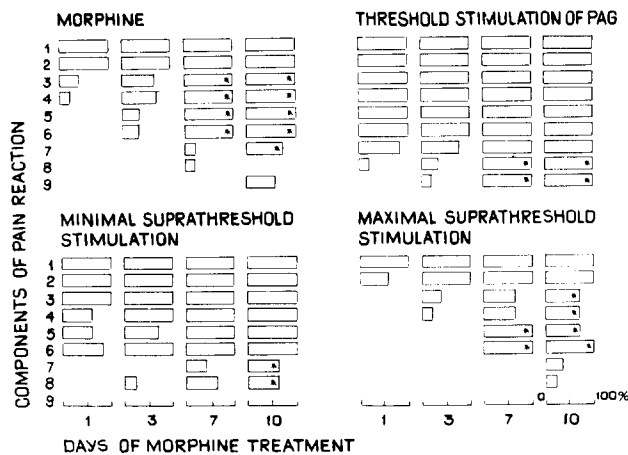 MORPHINE
THRESHOLD STIMULATION OF PAG
1
2
3
4
5
6
7
8
9
COMPONENTS OF PAIN REACTION
MINIMAL SUPRATHRESHOLD
STIMULATION
MAXIMAL SUPRATHRESHOLD
STIMULATION
1
2
3
4
5
6
7
8
9
0 100%
1 3 7 10 1 3 7 10
DAYS OF MORPHINE TREATMENT